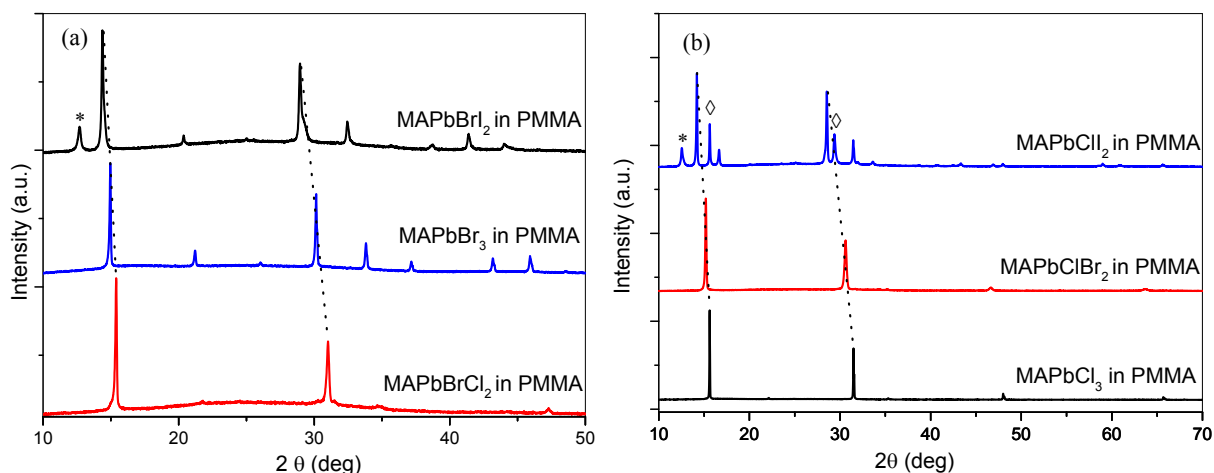 (a)
*
MAPbBrI₂ in PMMA
MAPbBr₃ in PMMA
MAPbBrCl₂ in PMMA
Intensity (a.u.)
10 20 30 40 50
2 θ (deg)
(b)
*
◊
◊
MAPbClI₂ in PMMA
MAPbClBr₂ in PMMA
MAPbCl₃ in PMMA
Intensity (a.u.)
10 20 30 40 50 60 70
2θ (deg)